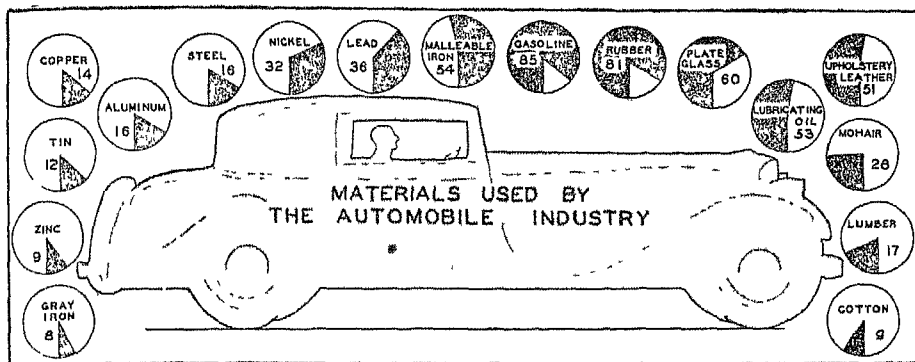 COPPER
14
ALUMINUM
16
STEEL
16
NICKEL
32
LEAD
36
MALLEABLE
IRON
54
GASOLINE
85
RUBBER
81
PLATE
GLASS
60
LUBRICATING
OIL
53
UPHOLSTERY
LEATHER
51
TIN
12
MOHAIR
26
ZINC
9
LUMBER
17
GRAY
IRON
8
COTTON
9
MATERIALS USED BY
THE AUTOMOBILE INDUSTRY